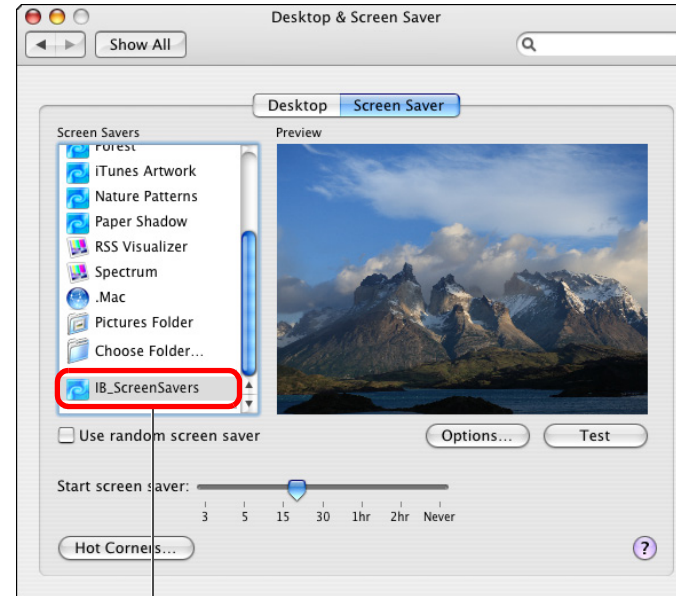 Desktop & Screen Saver
Show All
Desktop Screen Saver
Screen Savers
Preview
Forest
iTunes Artwork
Nature Patterns
Paper Shadow
RSS Visualizer
Spectrum
.Mac
Pictures Folder
Choose Folder...
IB_ScreenSavers
Use random screen saver
Options... Test
Start screen saver:
3 5 15 30 1hr 2hr Never
Hot Corners... ?